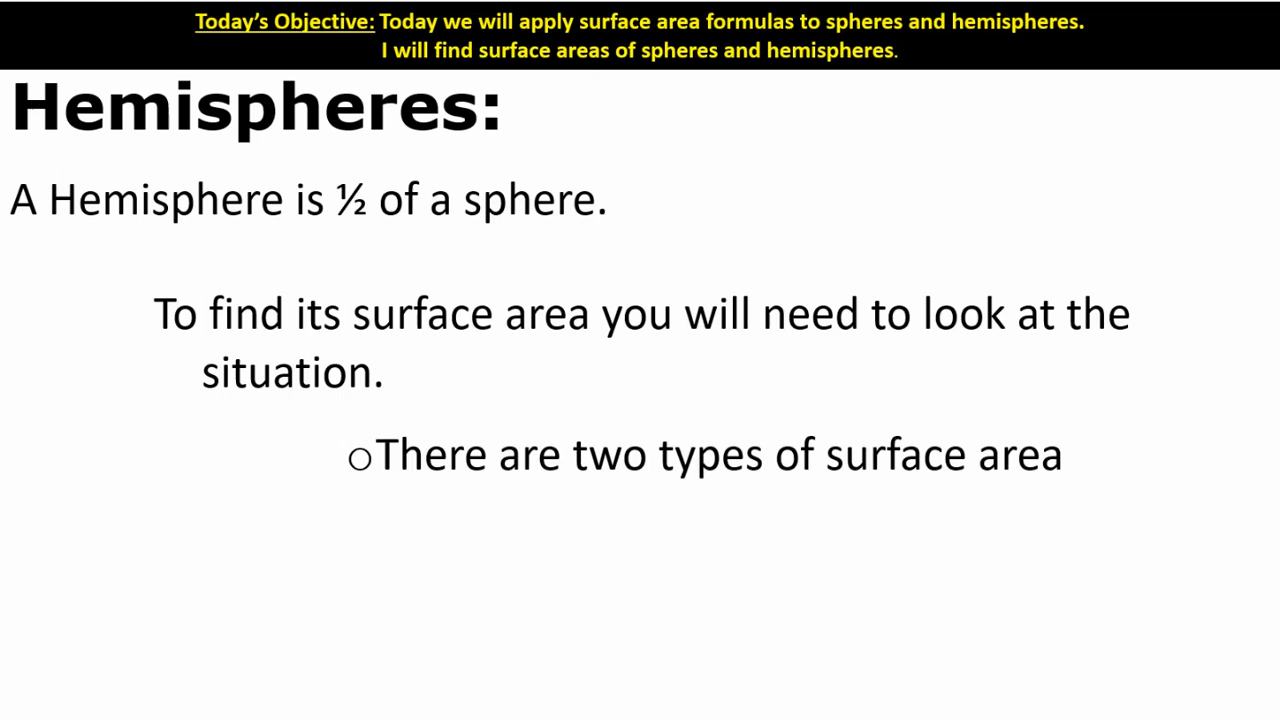 Today’s Objective: Today we will apply surface area formulas to spheres and hemispheres.
I will find surface areas of spheres and hemispheres.
Hemispheres:
A Hemisphere is ½ of a sphere.
To find its surface area you will need to look at the
situation.
○There are two types of surface area